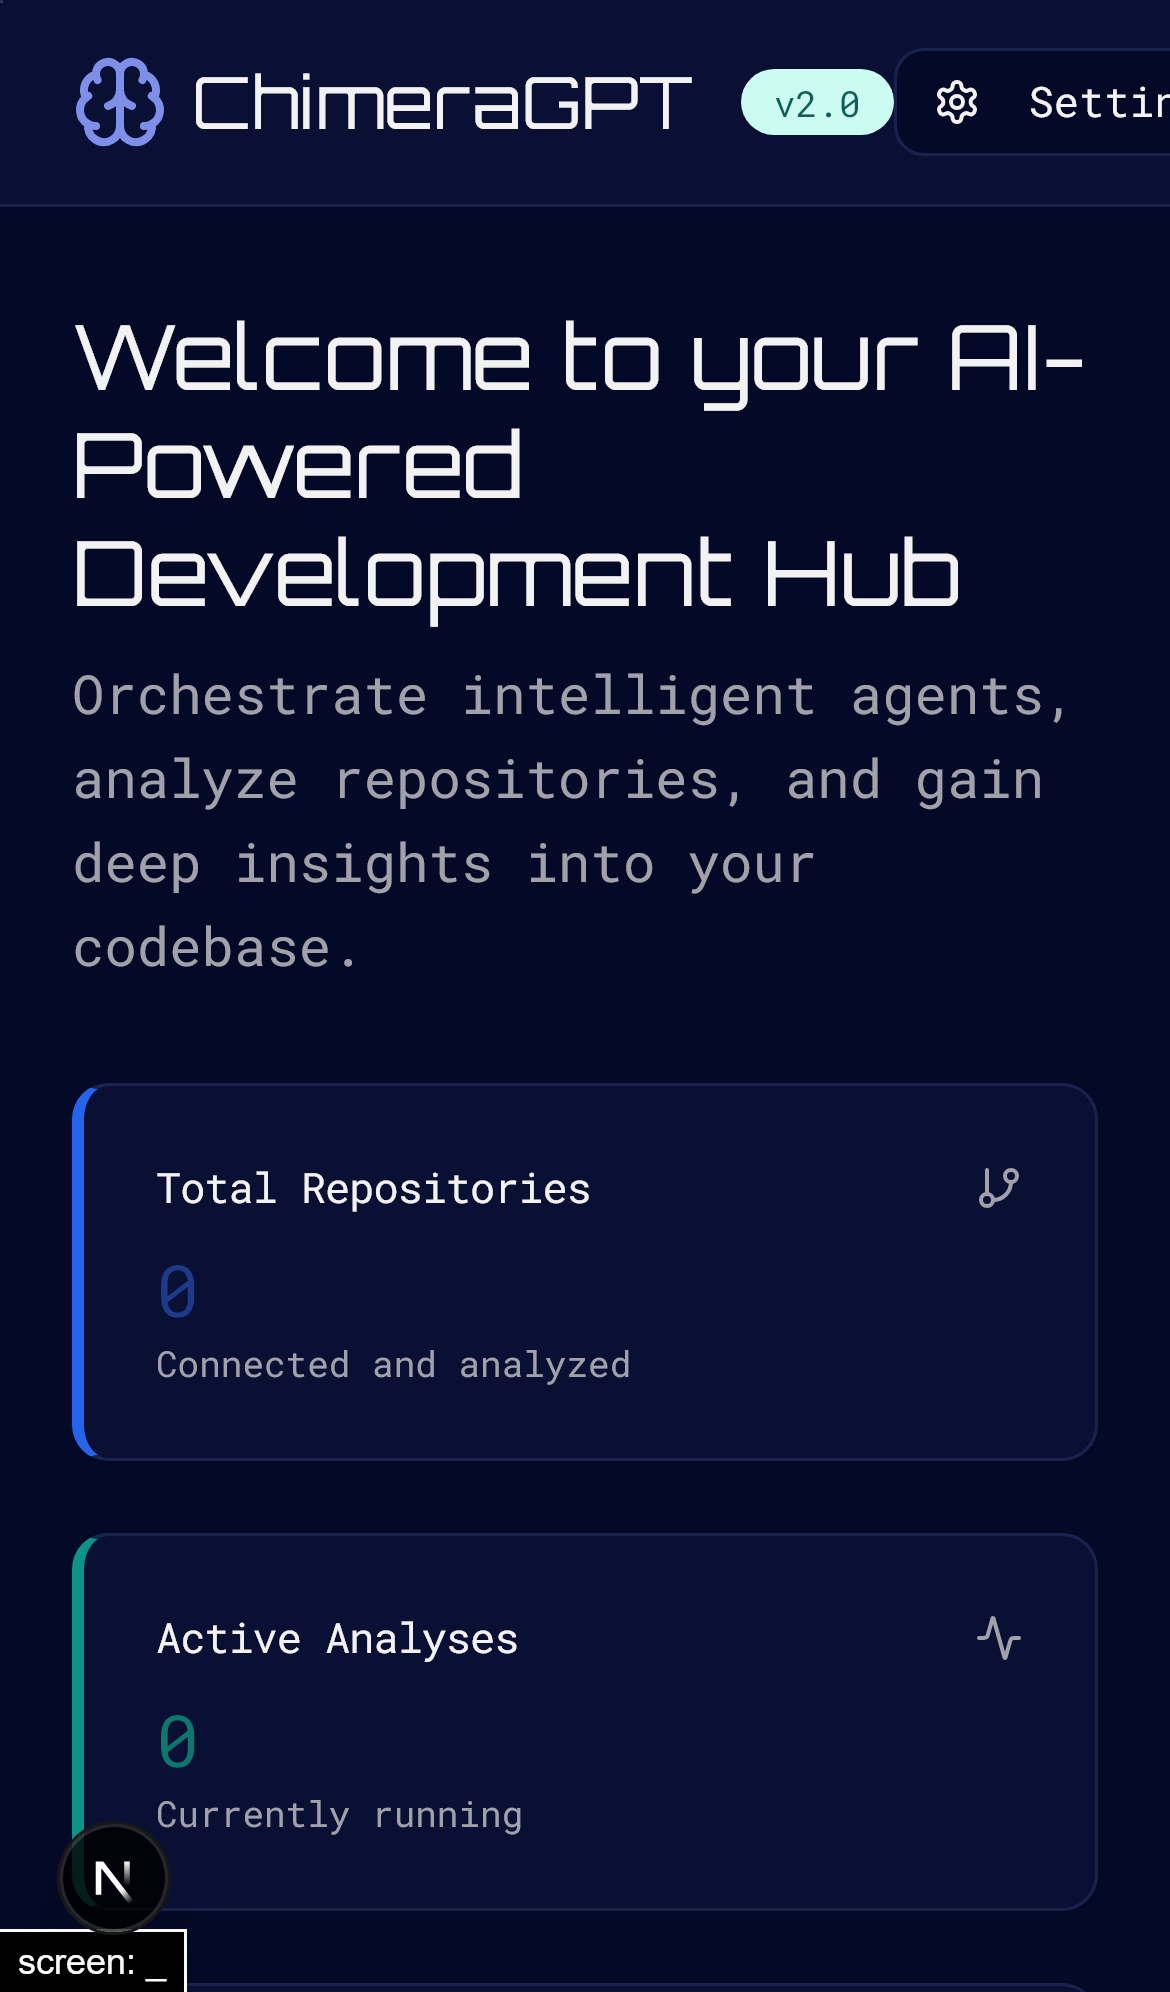 ChimeraGPT v2.0 Settin
Welcome to your AI-
Powered
Development Hub
Orchestrate intelligent agents,
analyze repositories, and gain
deep insights into your
codebase.
Total Repositories
0
Connected and analyzed
Active Analyses
0
Currently running
N
screen: _